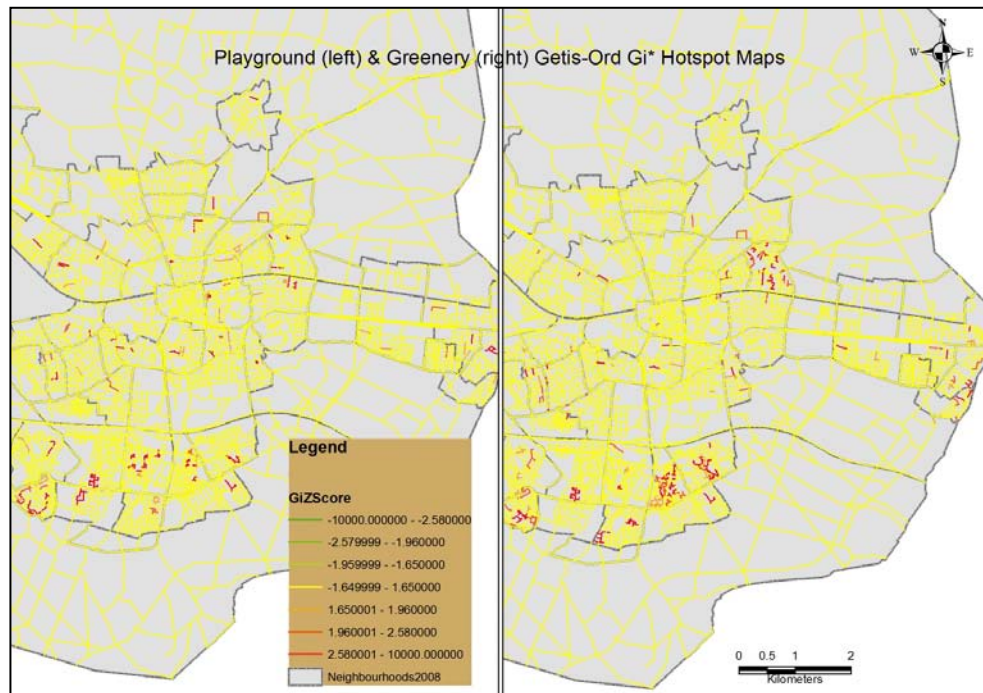 Playground (left) & Greenery (right) Getis-Ord Gi* Hotspot Maps
N
W E
S
Legend
GiZScore
-10000.000000 - -2.580000
-2.579999 - -1.960000
-1.959999 - -1.650000
-1.649999 - 1.650000
1.650001 - 1.960000
1.960001 - 2.580000
2.580001 - 10000.000000
Neighbourhoods2008
0 0.5 1 2
Kilometers